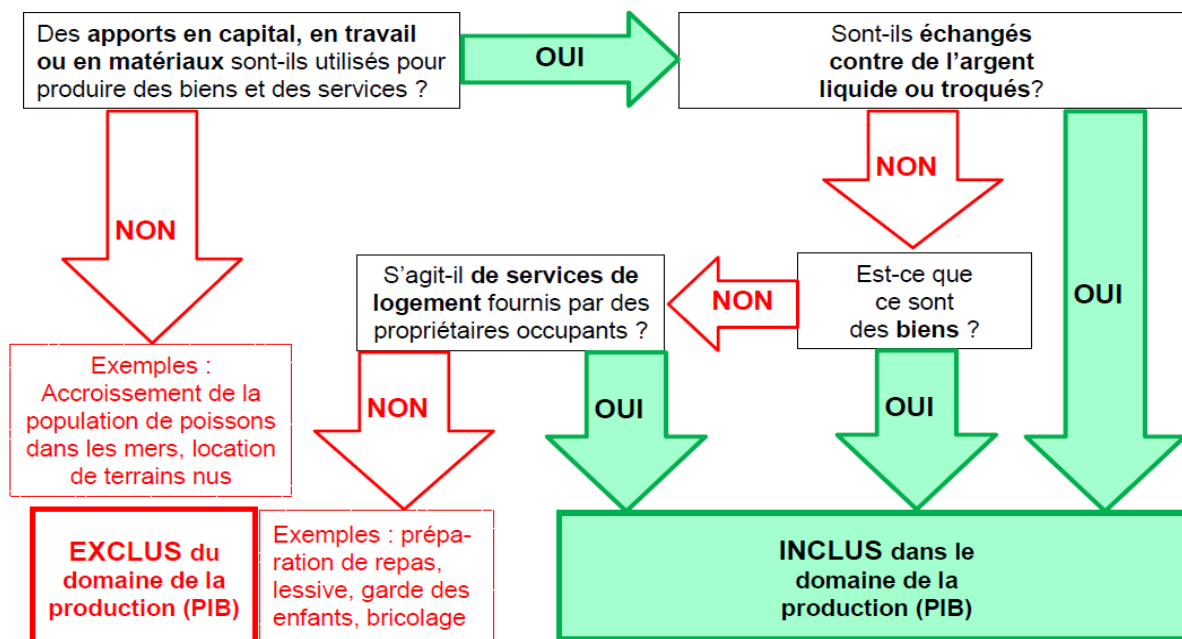 Des apports en capital, en travail
ou en matériaux sont-ils utilisés pour
produire des biens et des services ?
OUI
Sont-ils échangés
contre de l'argent
liquide ou troqués?
NON
NON
S'agit-il de services de
logement fournis par des
propriétaires occupants ?
NON
Est-ce que
ce sont
des biens ?
OUI
Exemples :
Accroissement de la
population de poissons
dans les mers, location
de terrains nus
NON
OUI
OUI
EXCLUS du
domaine de la
production (PIB)
Exemples : prépa-
ration de repas,
lessive, garde des
enfants, bricolage
INCLUS dans le
domaine de la
production (PIB)